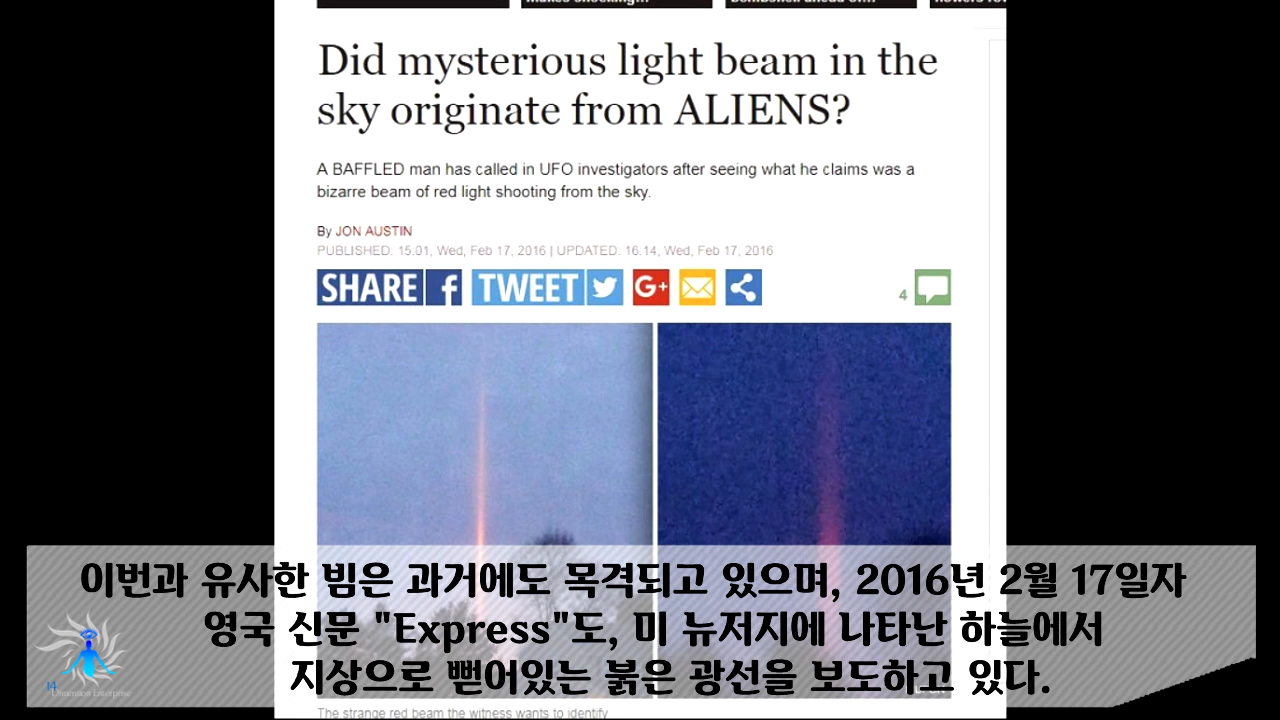 Did mysterious light beam in the
sky originate from ALIENS?
A BAFFLED man has called in UFO investigators after seeing what he claims was a
bizarre beam of red light shooting from the sky.
By JON AUSTIN
PUBLISHED: 15:01, Wed, Feb 17, 2016 | UPDATED: 16:14, Wed, Feb 17, 2016
SHARE f TWEET G+
4
이번과 유사한 빔은 과거에도 목격되고 있으며, 2016년 2월 17일자
영국 신문 "Express"도, 미 뉴저지에 나타난 하늘에서
지상으로 뻗어있는 붉은 광선을 보도하고 있다.
14
Dimension Enterprise
The strange red beam the witness wants to identify